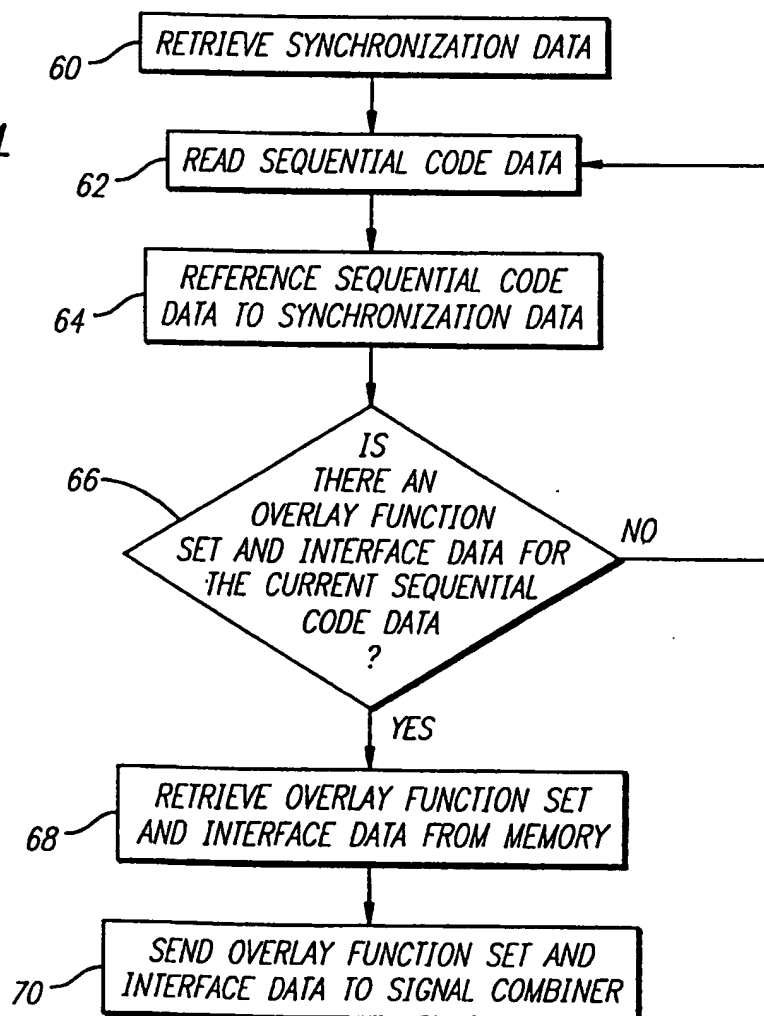 60
RETRIEVE SYNCHRONIZATION DATA
62
READ SEQUENTIAL CODE DATA
64
REFERENCE SEQUENTIAL CODE
DATA TO SYNCHRONIZATION DATA
66
IS
THERE AN
OVERLAY FUNCTION
SET AND INTERFACE DATA FOR
THE CURRENT SEQUENTIAL
CODE DATA
?
NO
YES
68
RETRIEVE OVERLAY FUNCTION SET
AND INTERFACE DATA FROM MEMORY
70
SEND OVERLAY FUNCTION SET AND
INTERFACE DATA TO SIGNAL COMBINER